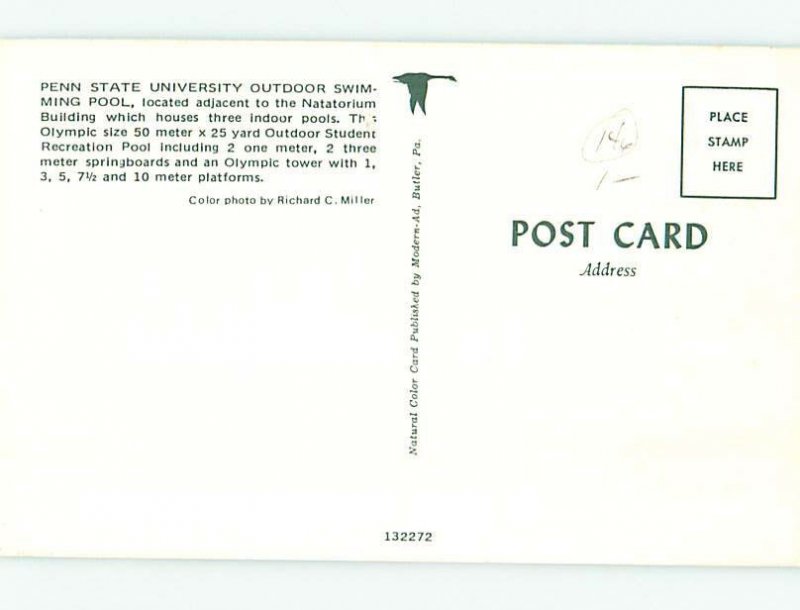 PENN STATE UNIVERSITY OUTDOOR SWIM-
MING POOL, located adjacent to the Natatorium
Building which houses three indoor pools. The
Olympic size 50 meter x 25 yard Outdoor Student
Recreation Pool including 2 one meter, 2 three
meter springboards and an Olympic tower with 1,
3, 5, 7½ and 10 meter platforms.
Color photo by Richard C. Miller
Natural Color Card Published by Modern-Ad, Butler, Pa.
146
1-
PLACE
STAMP
HERE
POST CARD
Address
132272